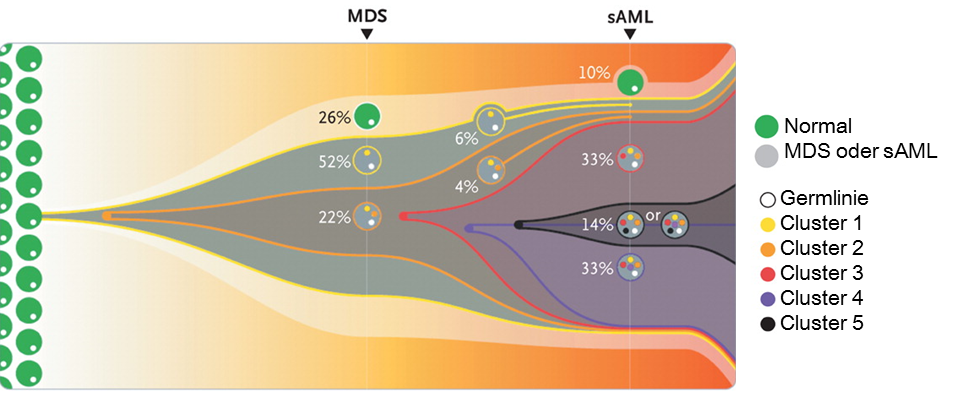 MDS
sAML
26%
52%
22%
6%
4%
10%
33%
14%
or
33%
Normal
MDS oder sAML
Germlinie
Cluster 1
Cluster 2
Cluster 3
Cluster 4
Cluster 5